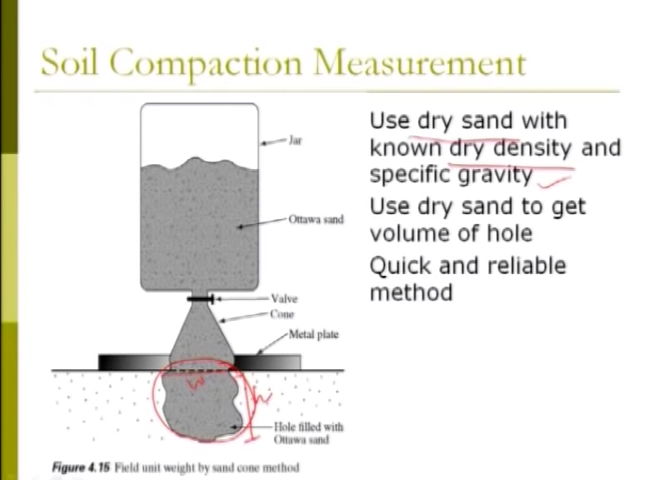 Soil Compaction Measurement
Jar
Ottawa sand
Valve
Cone
Metal plate
Hole filled with
Ottawa sand
W
Figure 4.16 Field unit weight by sand cone method
Use dry sand with
known dry density and
specific gravity
Use dry sand to get
volume of hole
Quick and reliable
method